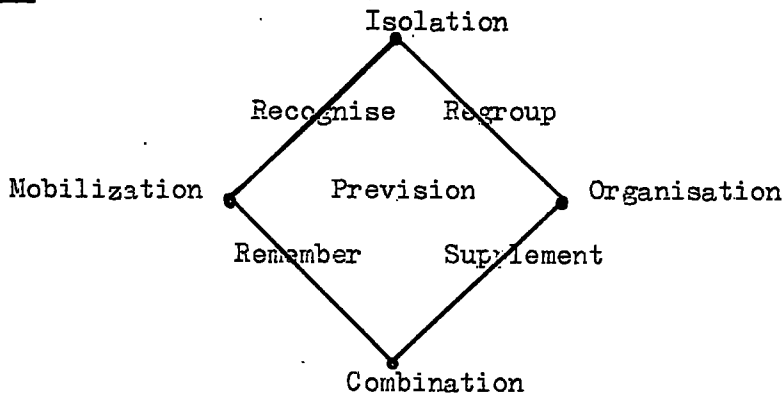 Isolation
Recognise Regroup
Mobilization Prevision Organisation
Remember Supplement
Combination